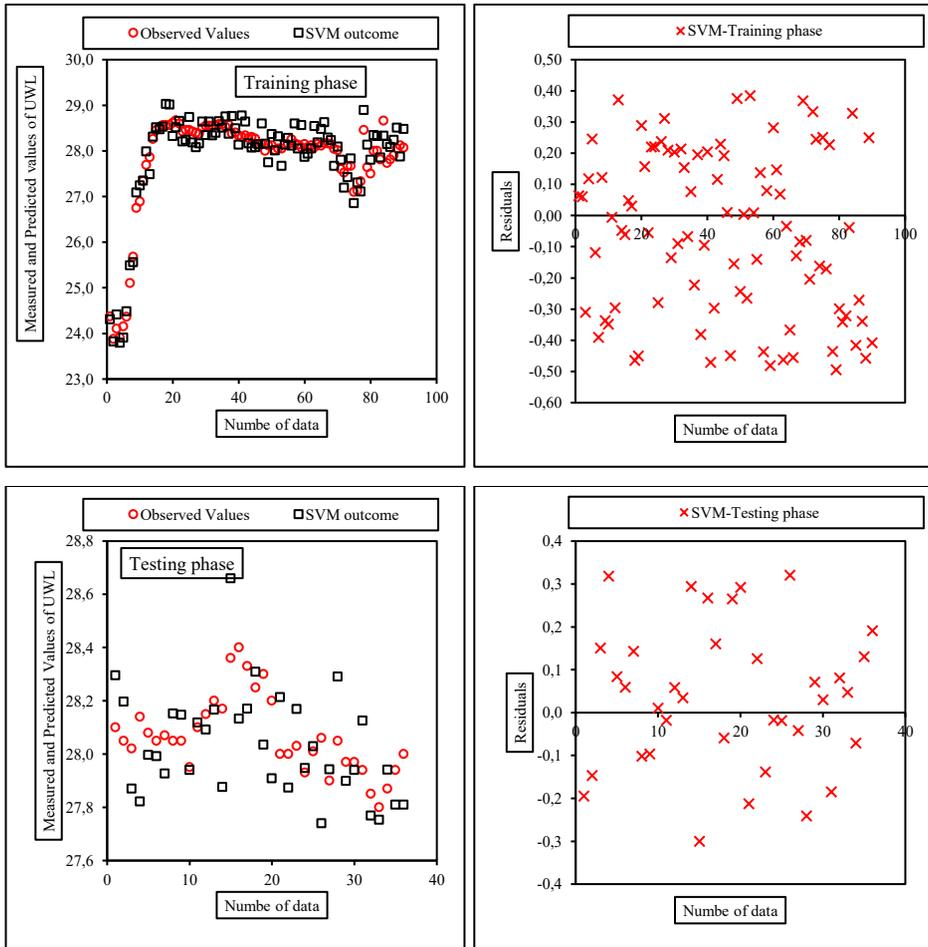 Observed Values SVM outcome
Training phase
Measured and Predicted values of UWL
30,0
29,0
28,0
27,0
26,0
25,0
24,0
23,0
0 20 40 60 80 100
Numbe of data
SVM-Training phase
Residuals
0,50
0,40
0,30
0,20
0,10
0,00
-0,10
-0,20
-0,30
-0,40
-0,50
-0,60
0 20 40 60 80 100
Numbe of data
Observed Values SVM outcome
Testing phase
Measured and Predicted Values of UWL
28,8
28,6
28,4
28,2
28,0
27,8
27,6
0 10 20 30 40
Numbe of data
SVM-Testing phase
Residuals
0,4
0,3
0,2
0,1
0,0
-0,1
-0,2
-0,3
-0,4
0 10 20 30 40
Numbe of data